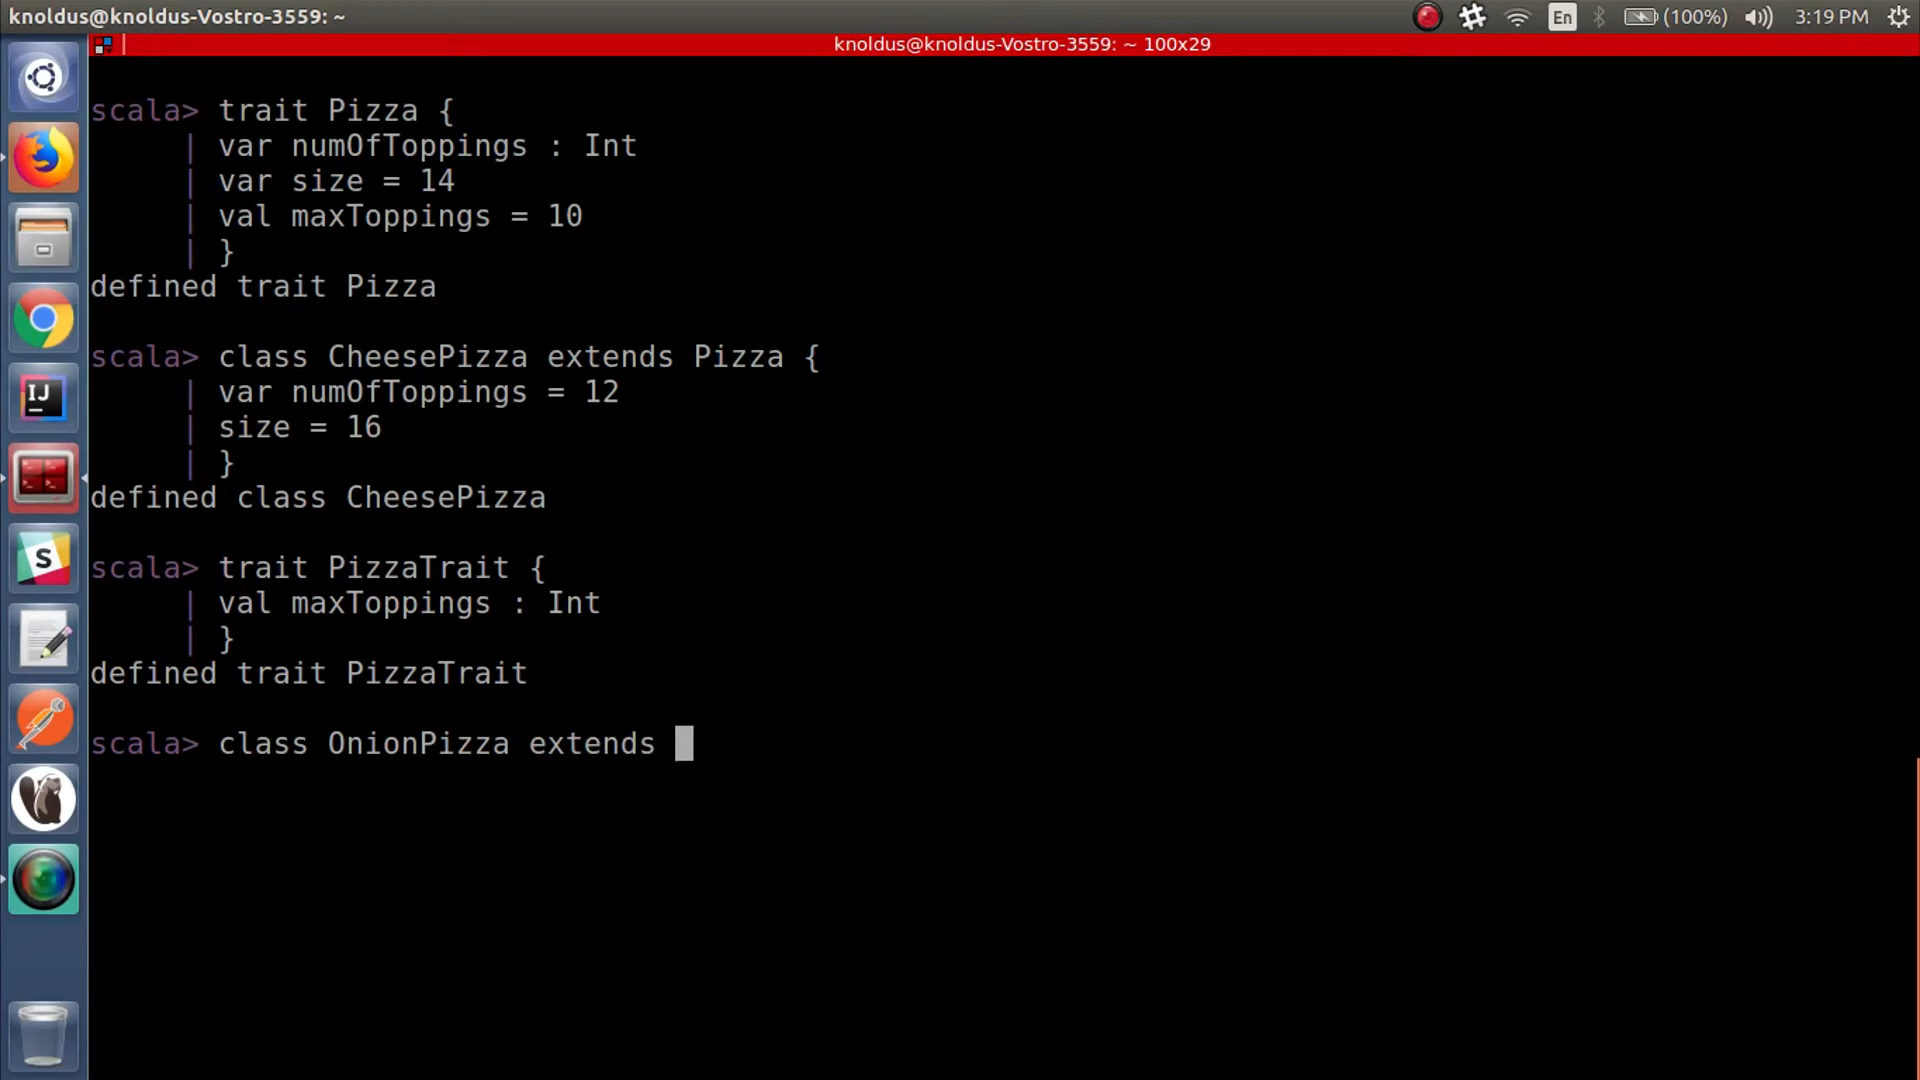 knoldus@knoldus-Vostro-3559: ~
En
(100%)
3:19 PM
knoldus@knoldus-Vostro-3559: ~ 100x29
scala> trait Pizza {
| var numOfToppings : Int
| var size = 14
| val maxToppings = 10
| }
defined trait Pizza
scala> class CheesePizza extends Pizza {
| var numOfToppings = 12
| size = 16
| }
defined class CheesePizza
scala> trait PizzaTrait {
| val maxToppings : Int
| }
defined trait PizzaTrait
scala> class OnionPizza extends
IJ
S